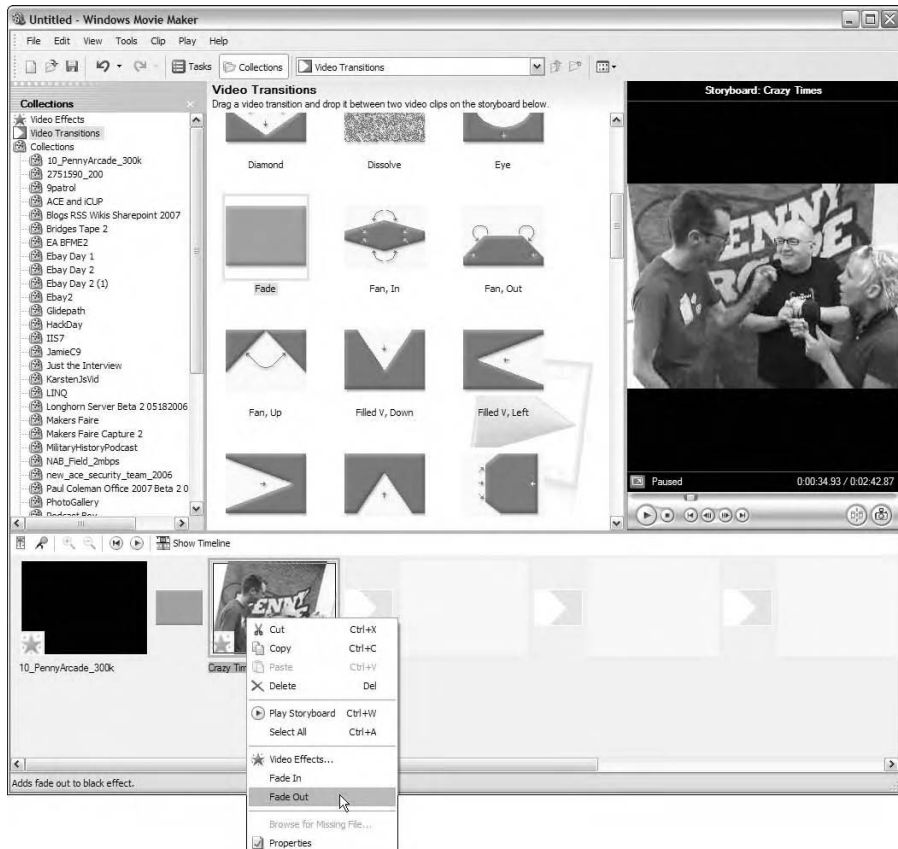 Untitled - Windows Movie Maker
File Edit View Tools Clip Play Help
Tasks Collections Video Transitions
Collections
Video Effects
Video Transitions
Collections
10_PennyArcade_300k
2751590_200
9patrol
ACE and iCUP
Blogs RSS Wikis Sharepoint 2007
Bridges Tape 2
EA BFME2
Ebay Day 1
Ebay Day 2
Ebay Day 2 (1)
Ebay2
Glidepath
HackDay
IIS7
JamieC9
Just the Interview
KarstenJsVid
LINQ
Longhorn Server Beta 2 05182006
Makers Faire
Makers Faire Capture 2
MilitaryHistoryPodcast
NAB_Field_2mbps
new_ace_security_team_2006
Paul Coleman Office 2007 Beta 2 0
PhotoGallery
Video Transitions
Drag a video transition and drop it between two video clips on the storyboard below.
Diamond Dissolve Eye
Fade Fan, In Fan, Out
Fan, Up Filled V, Down Filled V, Left
Storyboard: Crazy Times
Paused 0:00:34.93 / 0:02:42.87
Show Timeline
10_PennyArcade_300k
Crazy Tim
Cut Ctrl+X
Copy Ctrl+C
Paste Ctrl+V
Delete Del
Play Storyboard Ctrl+W
Select All Ctrl+A
Video Effects...
Fade In
Fade Out
Browse for Missing File...
Properties
Adds fade out to black effect.